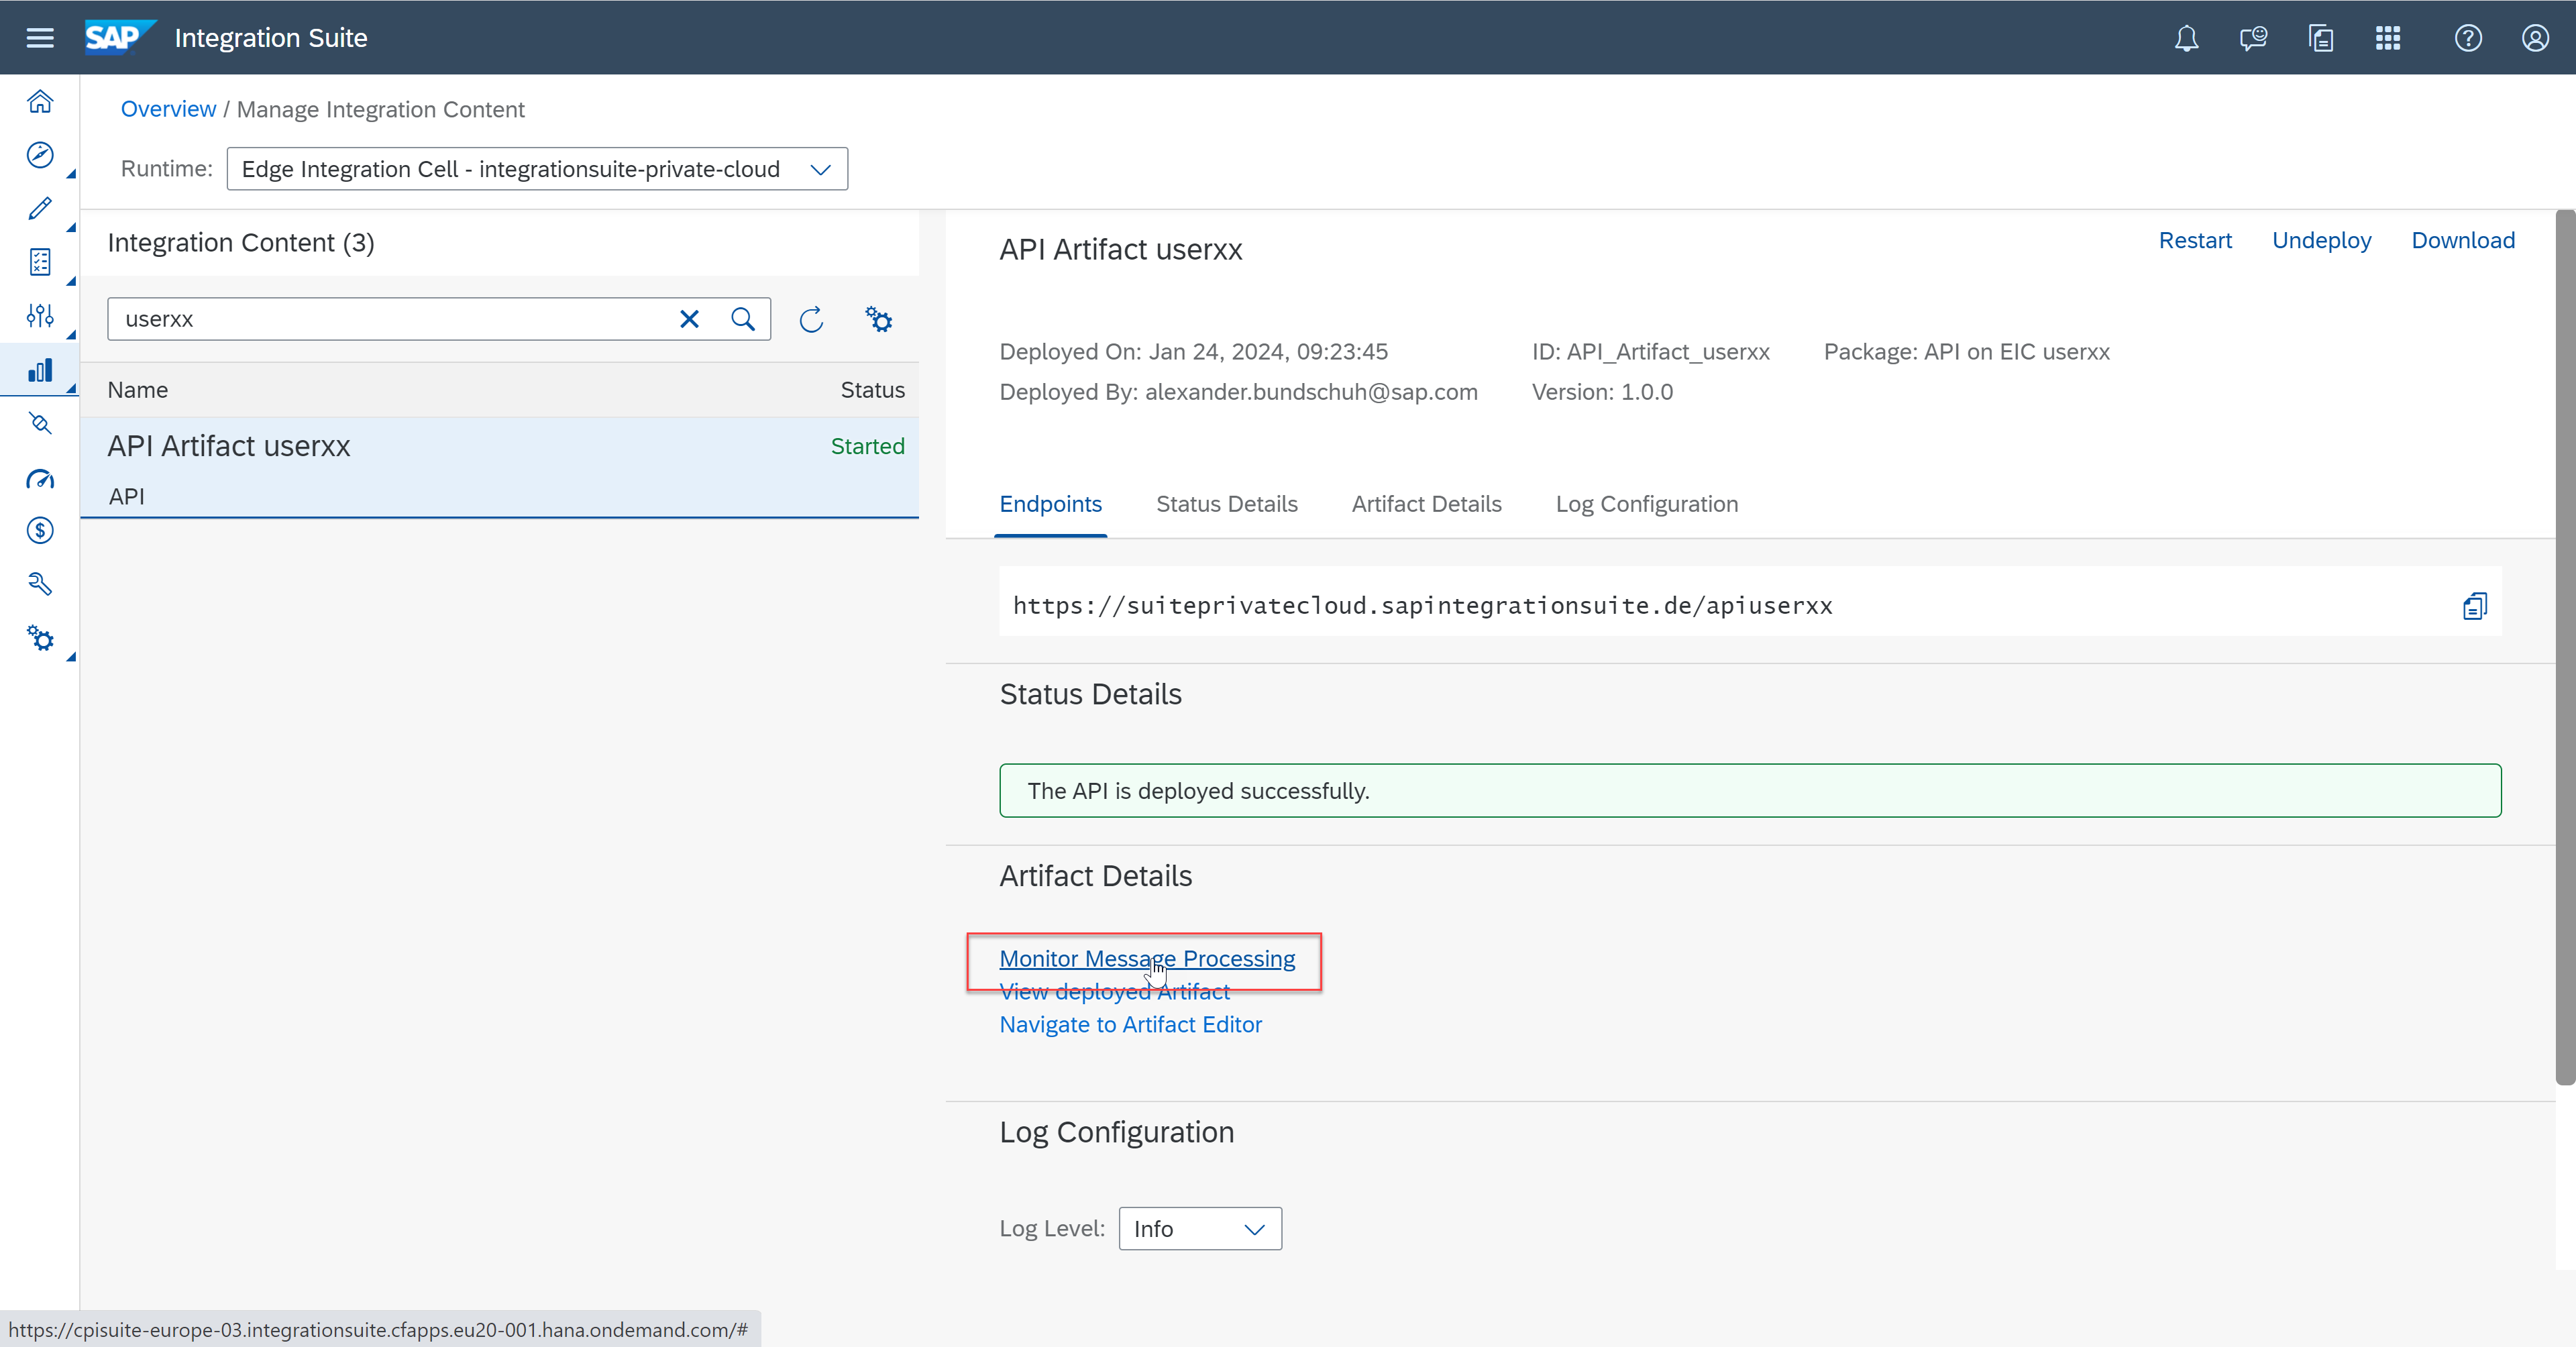 SAP Integration Suite
Overview / Manage Integration Content
Runtime: Edge Integration Cell - integrationsuite-private-cloud
Integration Content (3)
userxx
Name Status
API Artifact userxx Started
API
API Artifact userxx
Restart Undeploy Download
Deployed On: Jan 24, 2024, 09:23:45 ID: API_Artifact_userxx Package: API on EIC userxx
Deployed By: alexander.bundschuh@sap.com Version: 1.0.0
Endpoints Status Details Artifact Details Log Configuration
https://suiteprivatecloud.sapintegrationsuite.de/apiuserxx
Status Details
The API is deployed successfully.
Artifact Details
Monitor Message Processing
View deployed Artifact
Navigate to Artifact Editor
Log Configuration
Log Level: Info
https://cpisuite-europe-03.integrationsuite.cfapps.eu20-001.hana.ondemand.com/#